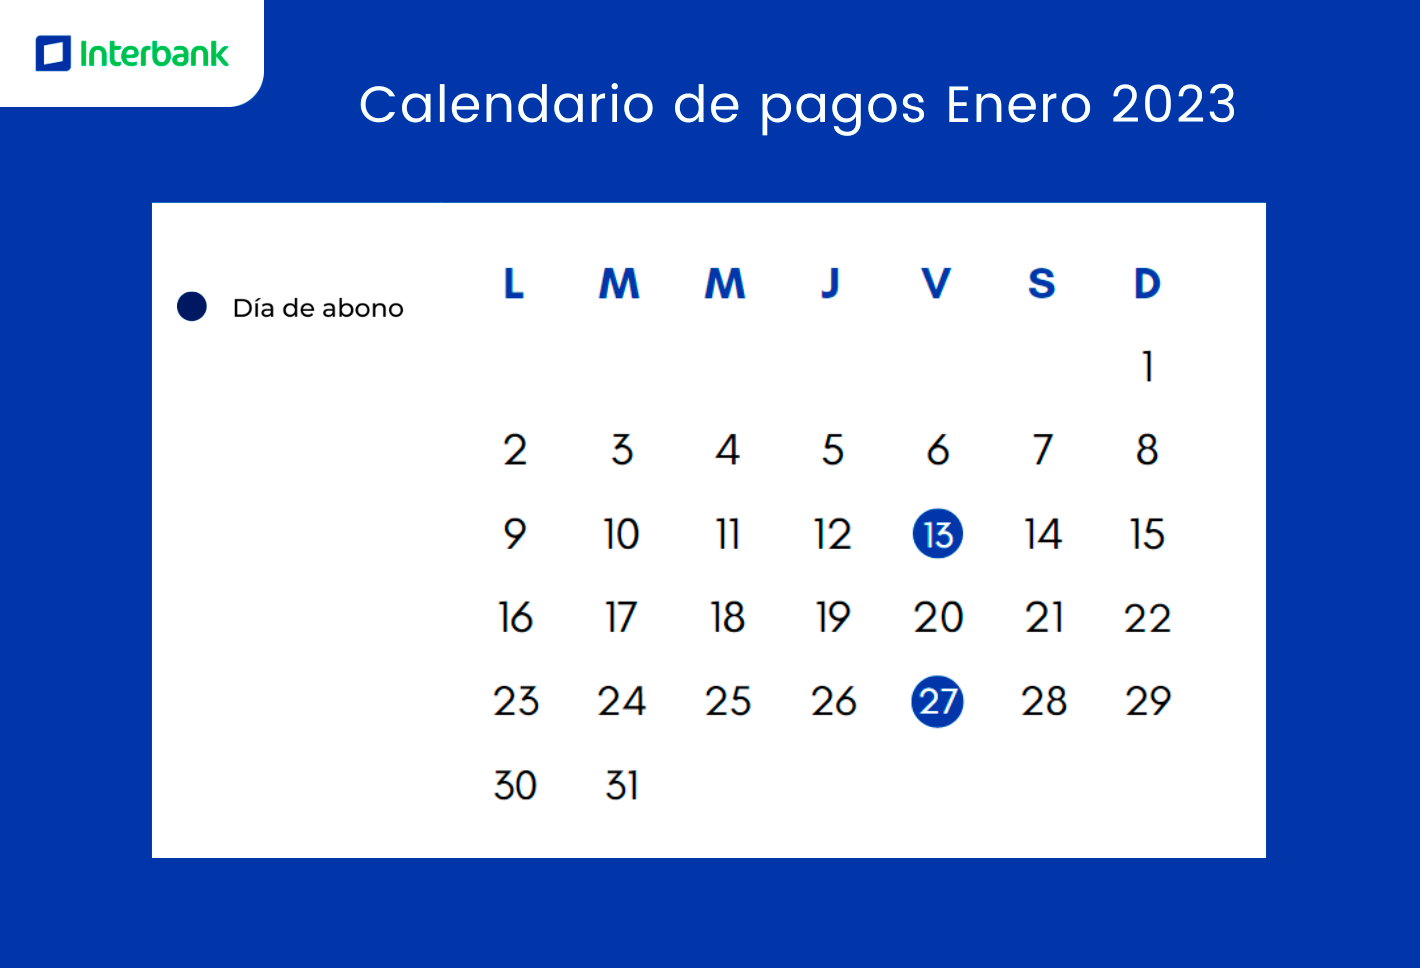 Interbank
Calendario de pagos Enero 2023
L M M J V S D
Día de abono
1
2 3 4 5 6 7 8
9 10 11 12 13 14 15
16 17 18 19 20 21 22
23 24 25 26 27 28 29
30 31